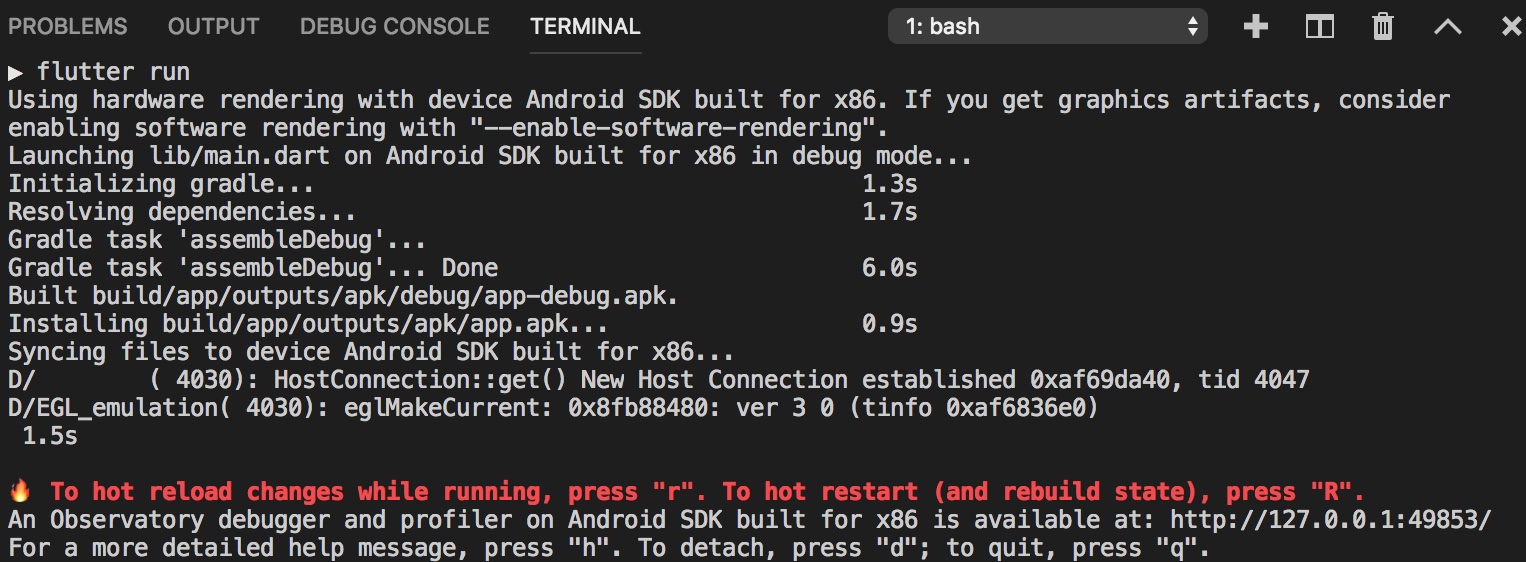 PROBLEMS OUTPUT DEBUG CONSOLE TERMINAL 1: bash
▶ flutter run
Using hardware rendering with device Android SDK built for x86. If you get graphics artifacts, consider
enabling software rendering with "--enable-software-rendering".
Launching lib/main.dart on Android SDK built for x86 in debug mode...
Initializing gradle... 1.3s
Resolving dependencies... 1.7s
Gradle task 'assembleDebug'...
Gradle task 'assembleDebug'... Done 6.0s
Built build/app/outputs/apk/debug/app-debug.apk.
Installing build/app/outputs/apk/app.apk... 0.9s
Syncing files to device Android SDK built for x86...
D/        ( 4030): HostConnection::get() New Host Connection established 0xaf69da40, tid 4047
D/EGL_emulation( 4030): eglMakeCurrent: 0x8fb88480: ver 3 0 (tinfo 0xaf6836e0)
1.5s
🔥 To hot reload changes while running, press "r". To hot restart (and rebuild state), press "R".
An Observatory debugger and profiler on Android SDK built for x86 is available at: http://127.0.0.1:49853/
For a more detailed help message, press "h". To detach, press "d"; to quit, press "q".